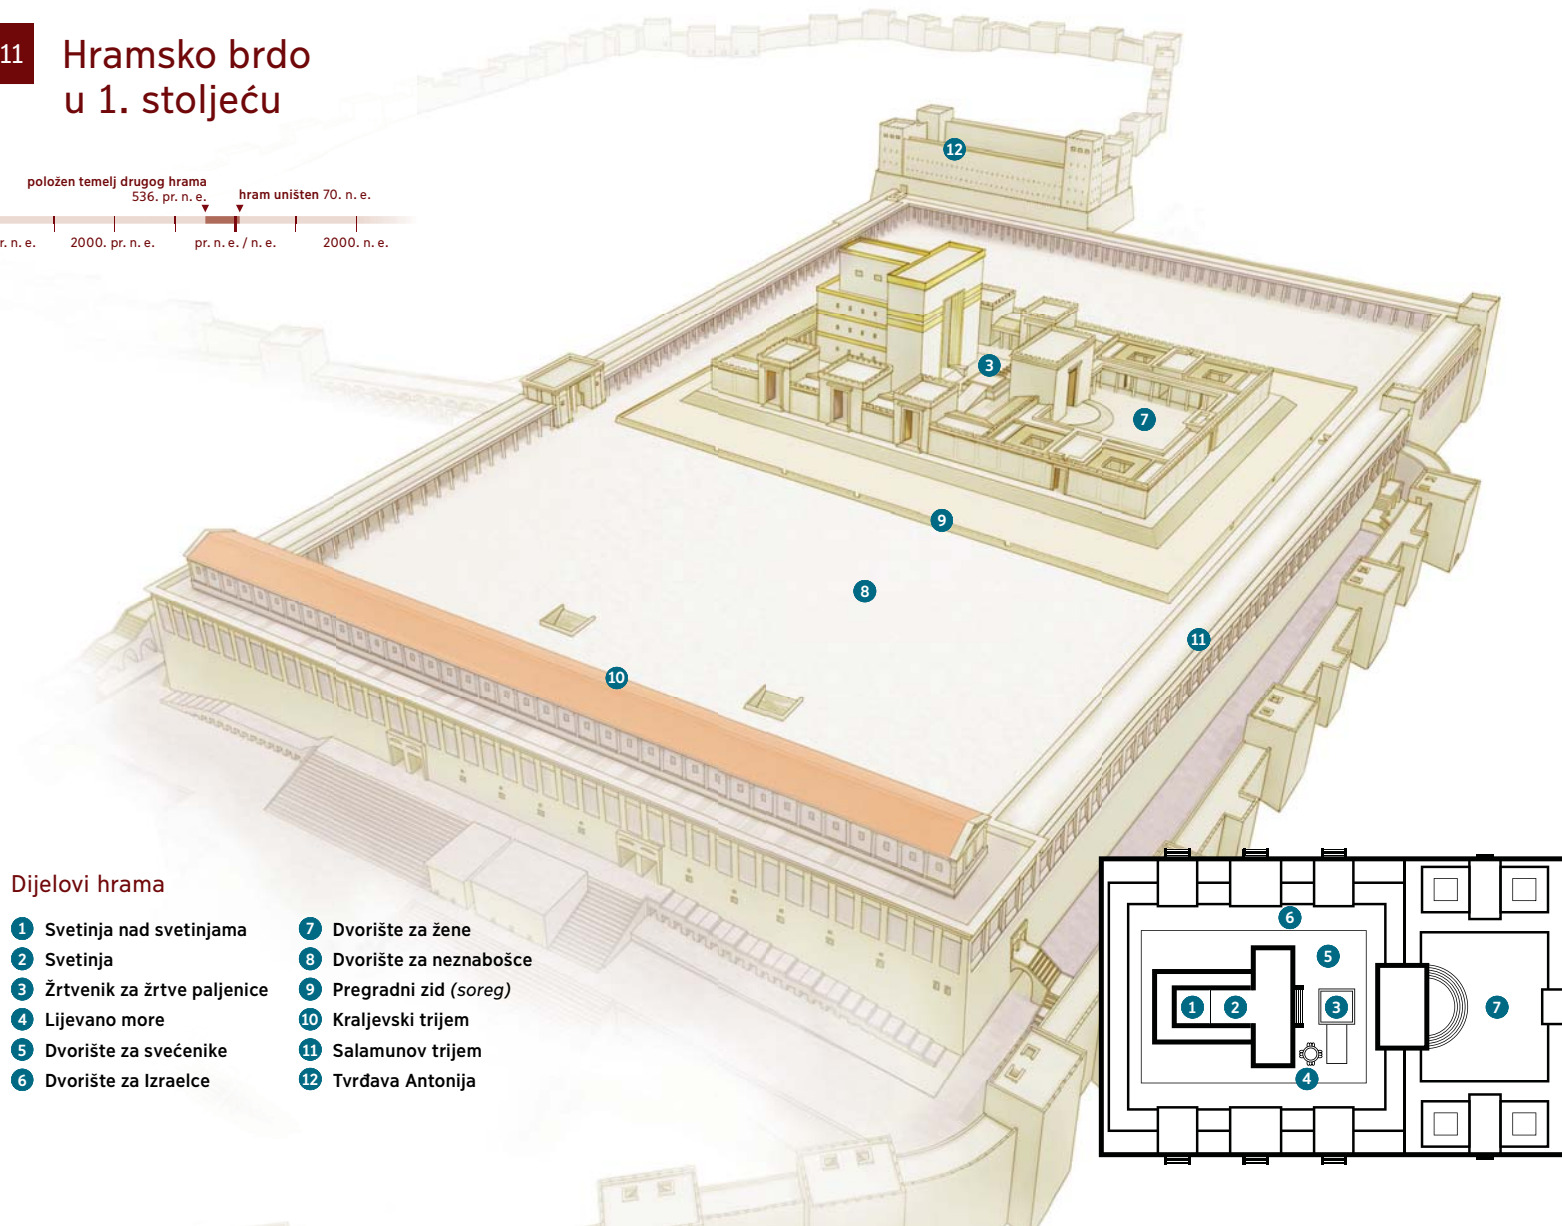 11
Hramsko brdo
u 1. stoljeću
položen temelj drugog hrama
536. pr. n. e.
hram uništen 70. n. e.
r. n. e.
2000. pr. n. e.
pr. n. e. / n. e.
2000. n. e.
12
3
7
9
8
11
10
Dijelovi hrama
1 Svetinja nad svetinjama
2 Svetinja
3 Žrtvenik za žrtve paljenice
4 Lijevano more
5 Dvorište za svećenike
6 Dvorište za Izraelce
7 Dvorište za žene
8 Dvorište za neznabošce
9 Pregradni zid (soreg)
10 Kraljevski trijem
11 Salamunov trijem
12 Tvrđava Antonija
6
5
1 2 3 7
4